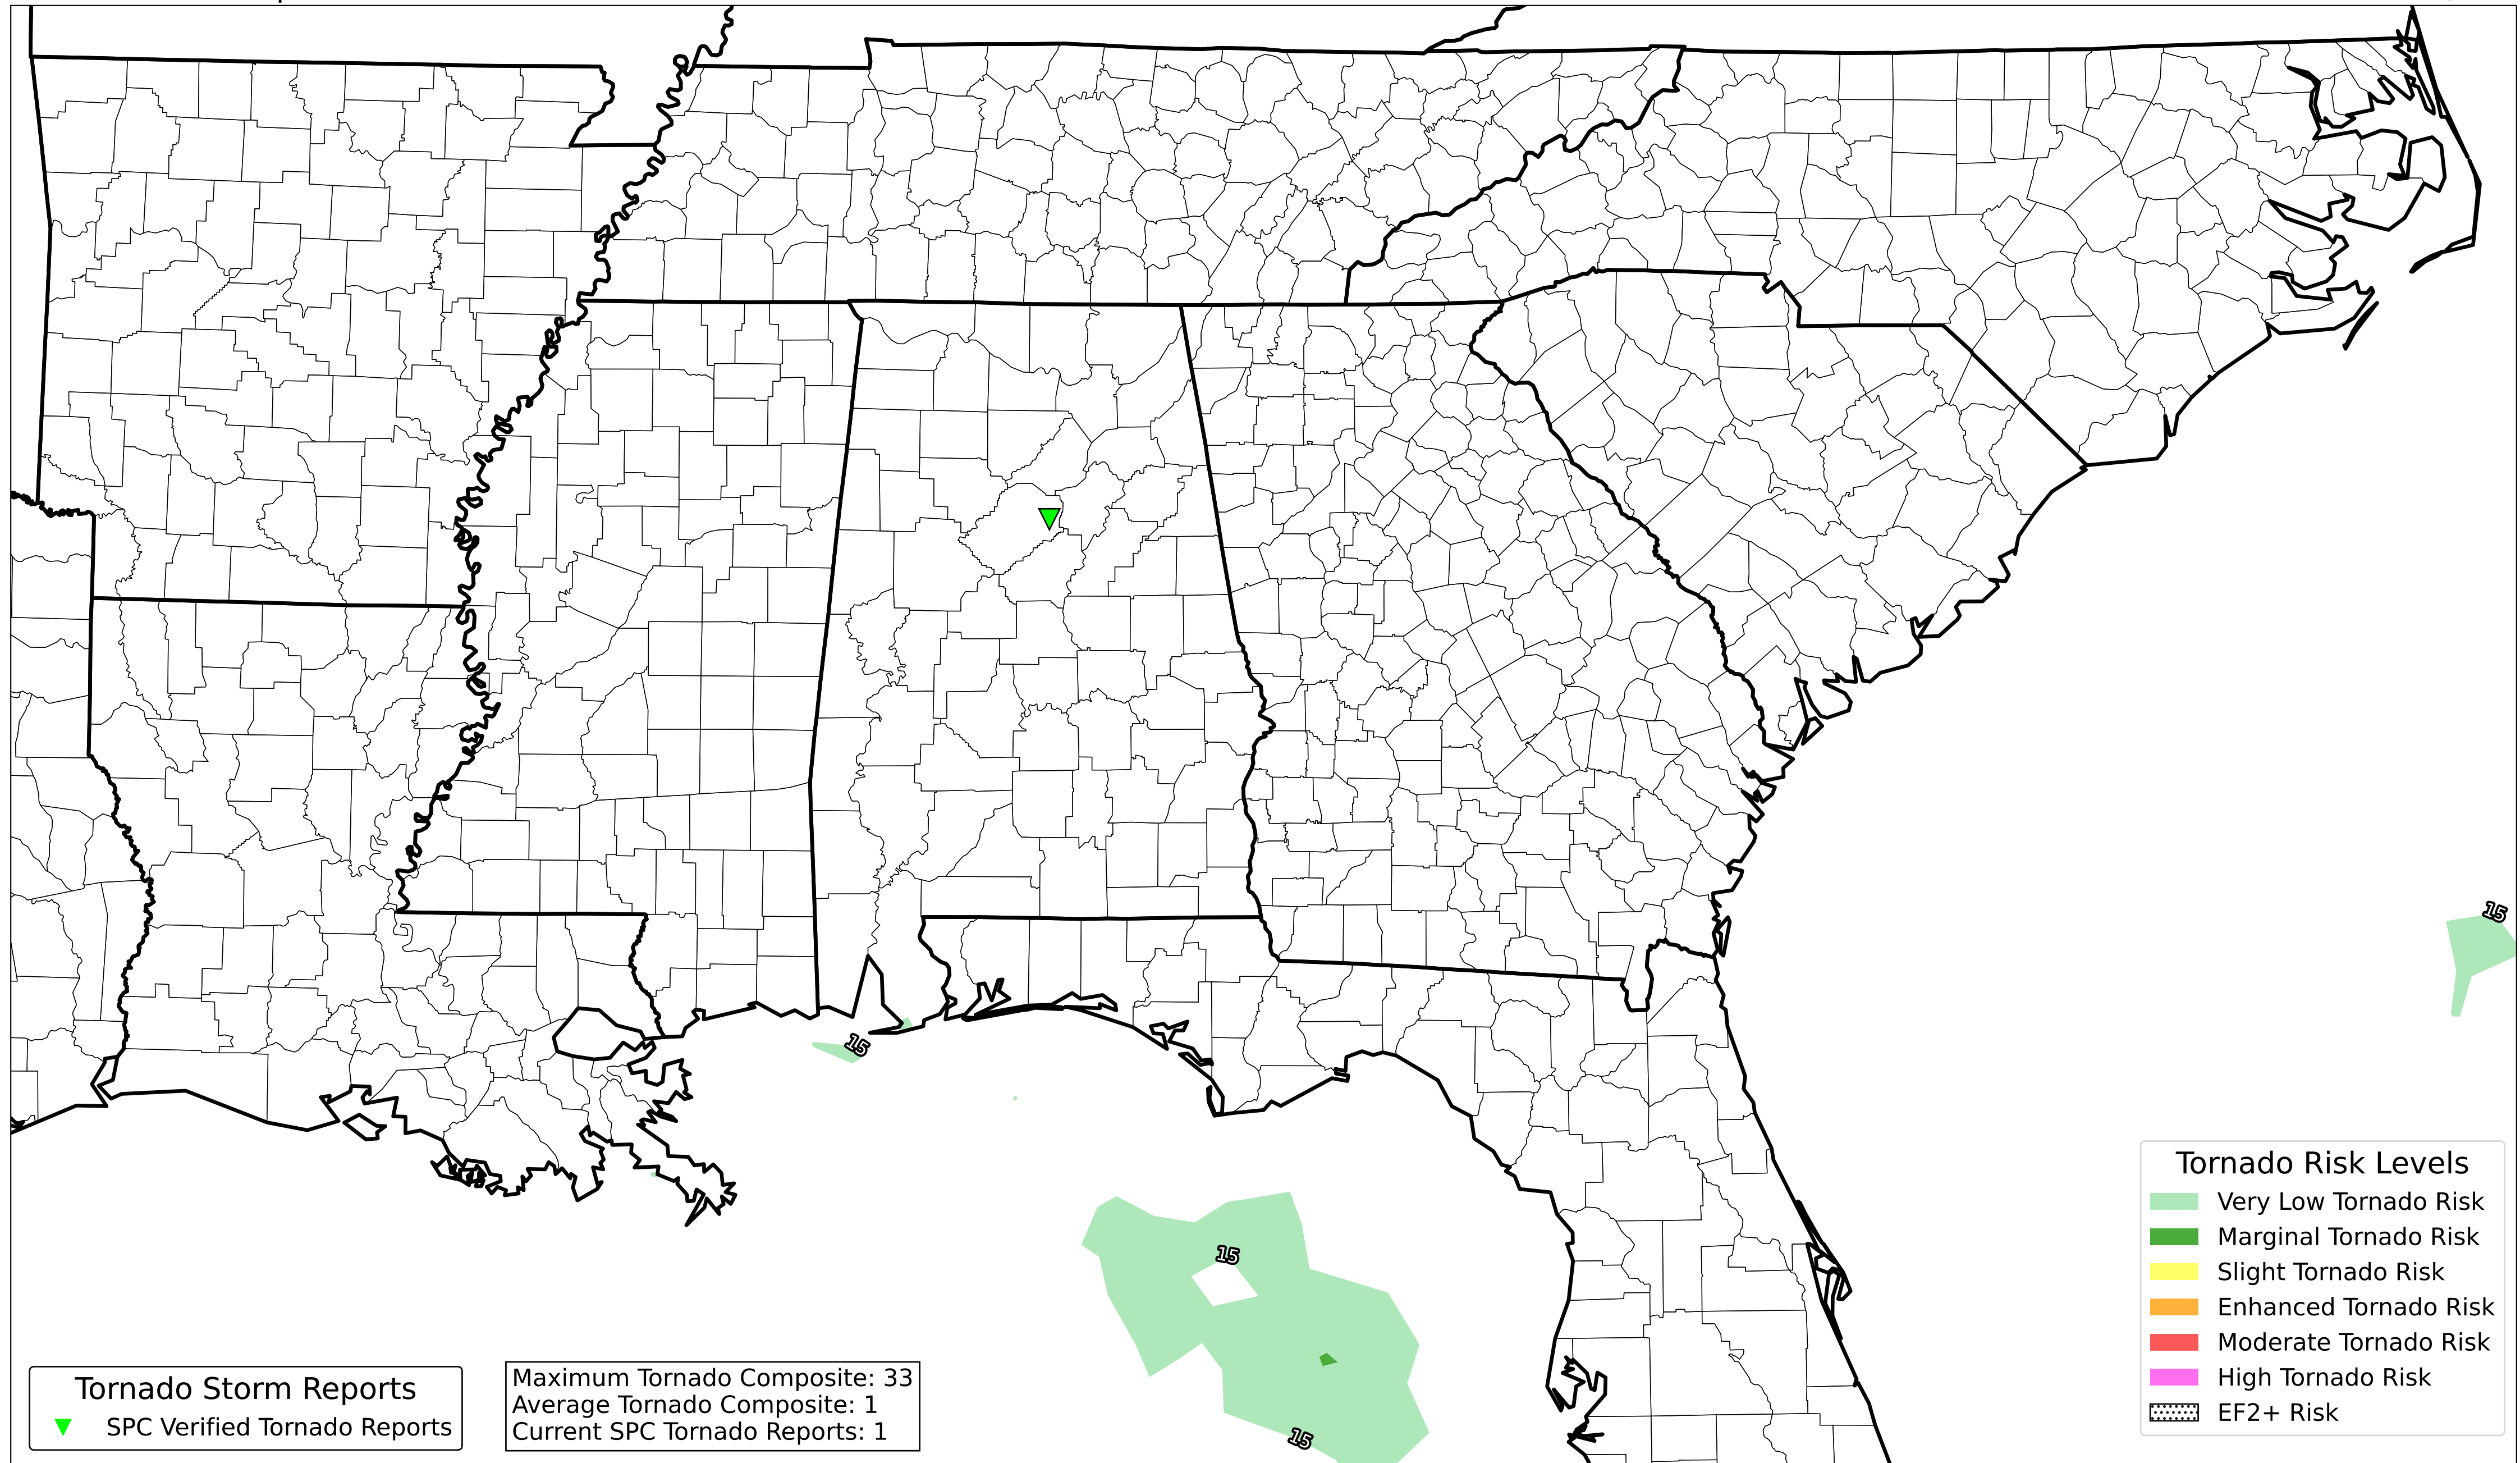 15
15
15
15
Tornado Risk Levels
Very Low Tornado Risk
Marginal Tornado Risk
Slight Tornado Risk
Enhanced Tornado Risk
Moderate Tornado Risk
High Tornado Risk
EF2+ Risk
Tornado Storm Reports
SPC Verified Tornado Reports
Maximum Tornado Composite: 33
Average Tornado Composite: 1
Current SPC Tornado Reports: 1